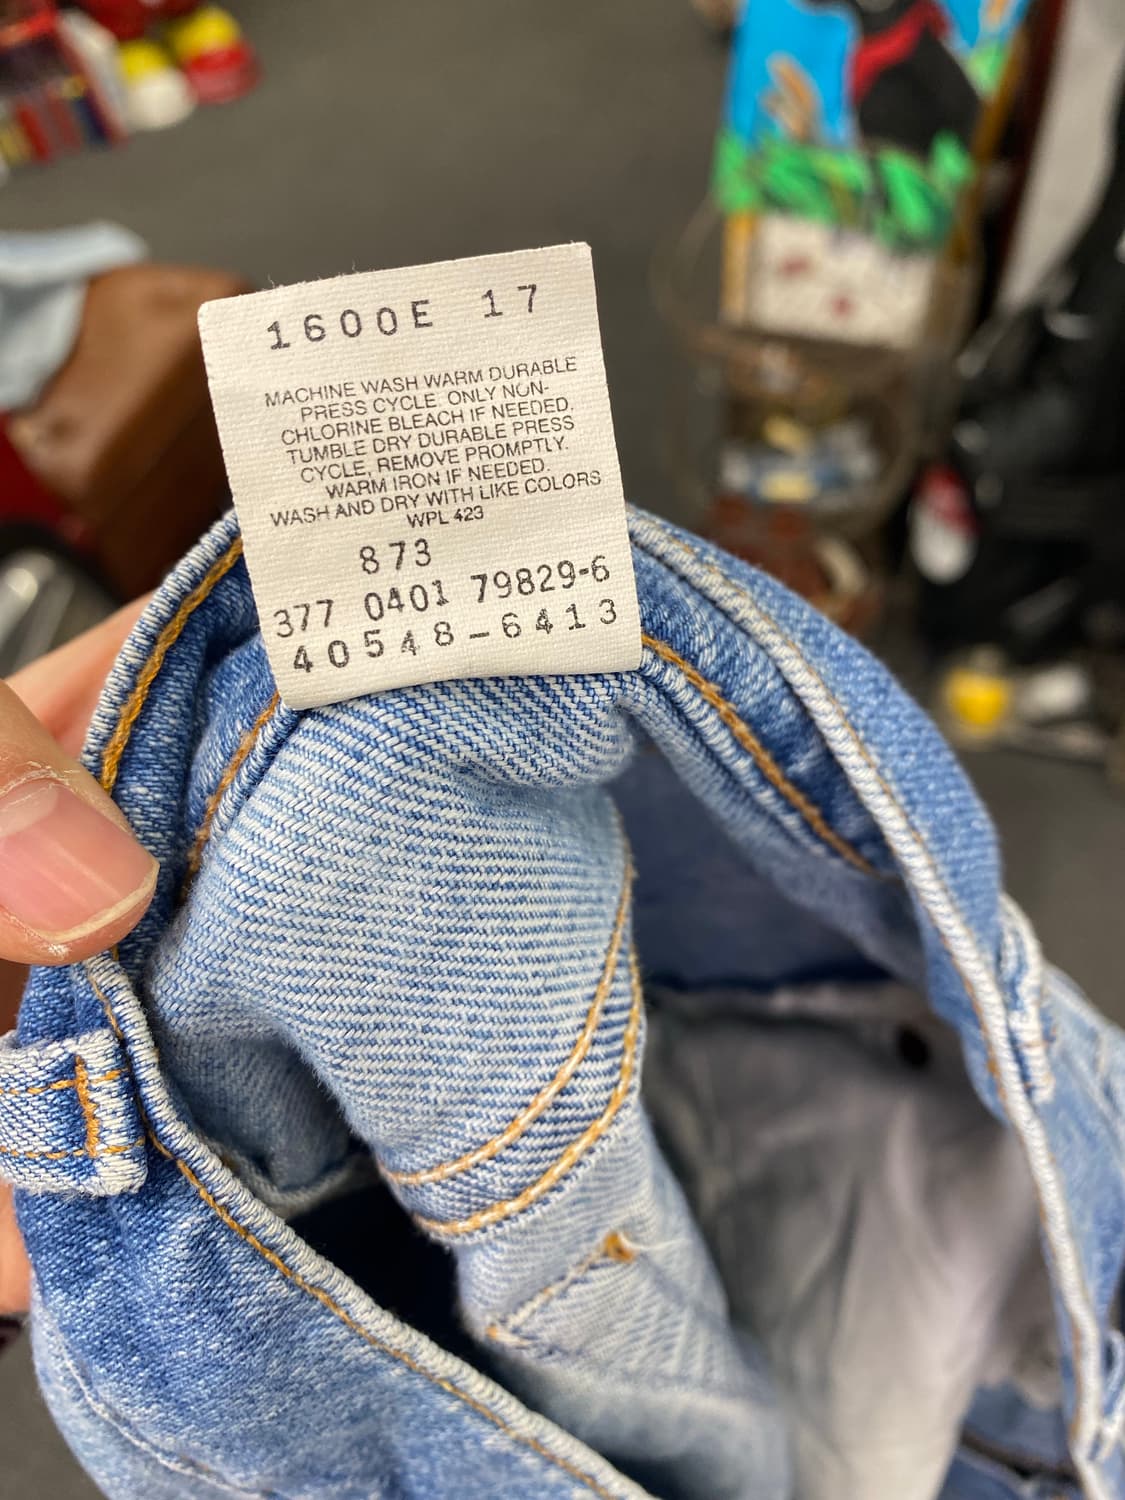 1600E 17
MACHINE WASH WARM DURABLE
PRESS CYCLE. ONLY NON-
CHLORINE BLEACH IF NEEDED.
TUMBLE DRY DURABLE PRESS
CYCLE, REMOVE PROMPTLY.
WARM IRON IF NEEDED.
WASH AND DRY WITH LIKE COLORS
WPL 423
873
377 0401 79829-6
40548-6413